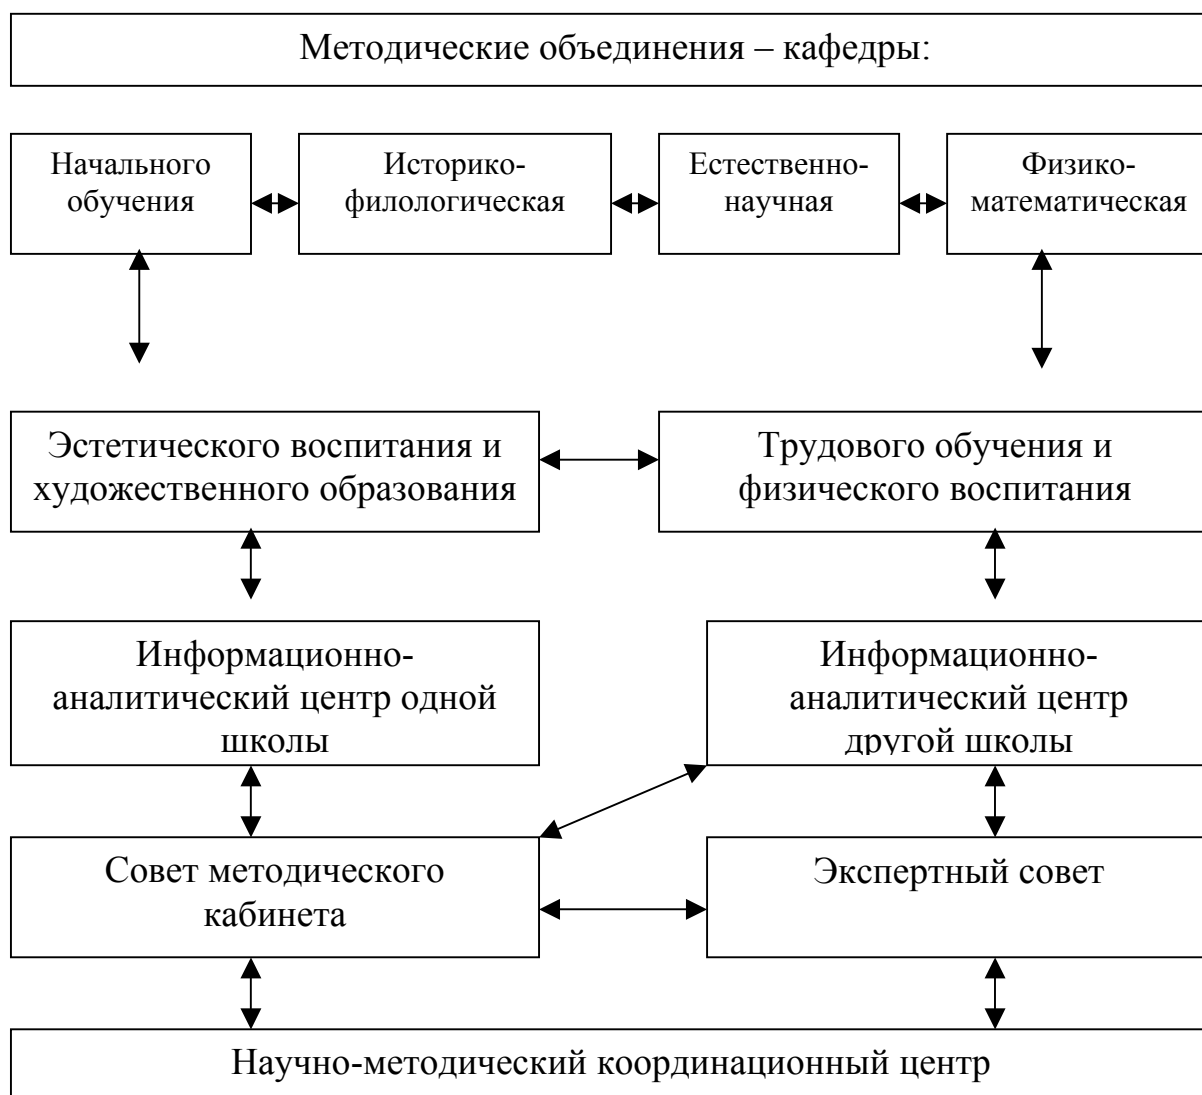 Методические объединения – кафедры:
Начального
обучения
Историко-
филологическая
Естественно-
научная
Физико-
математическая
Эстетического воспитания и
художественного образования
Трудового обучения и
физического воспитания
Информационно-
аналитический центр одной
школы
Информационно-
аналитический центр
другой школы
Совет методического
кабинета
Экспертный совет
Научно-методический координационный центр